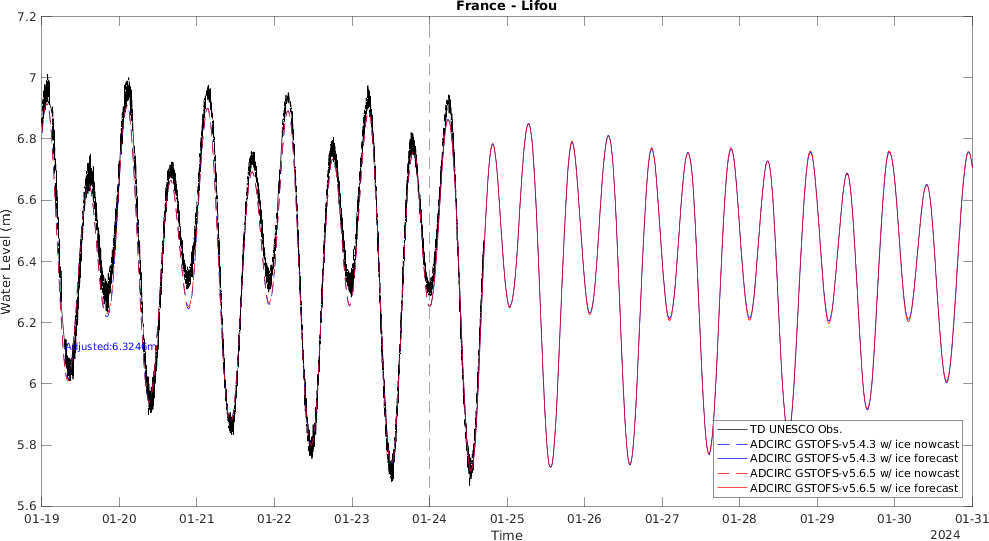 France - Lifou
Water Level (m)
7.2
7
6.8
6.6
6.4
6.2
6
5.8
5.6
Adjusted:6.3246m
TD UNESCO Obs.
ADCIRC GSTOFS-v5.4.3 w/ ice nowcast
ADCIRC GSTOFS-v5.4.3 w/ ice forecast
ADCIRC GSTOFS-v5.6.5 w/ ice nowcast
ADCIRC GSTOFS-v5.6.5 w/ ice forecast
01-19 01-20 01-21 01-22 01-23 01-24 01-25 01-26 01-27 01-28 01-29 01-30 01-31
Time
2024